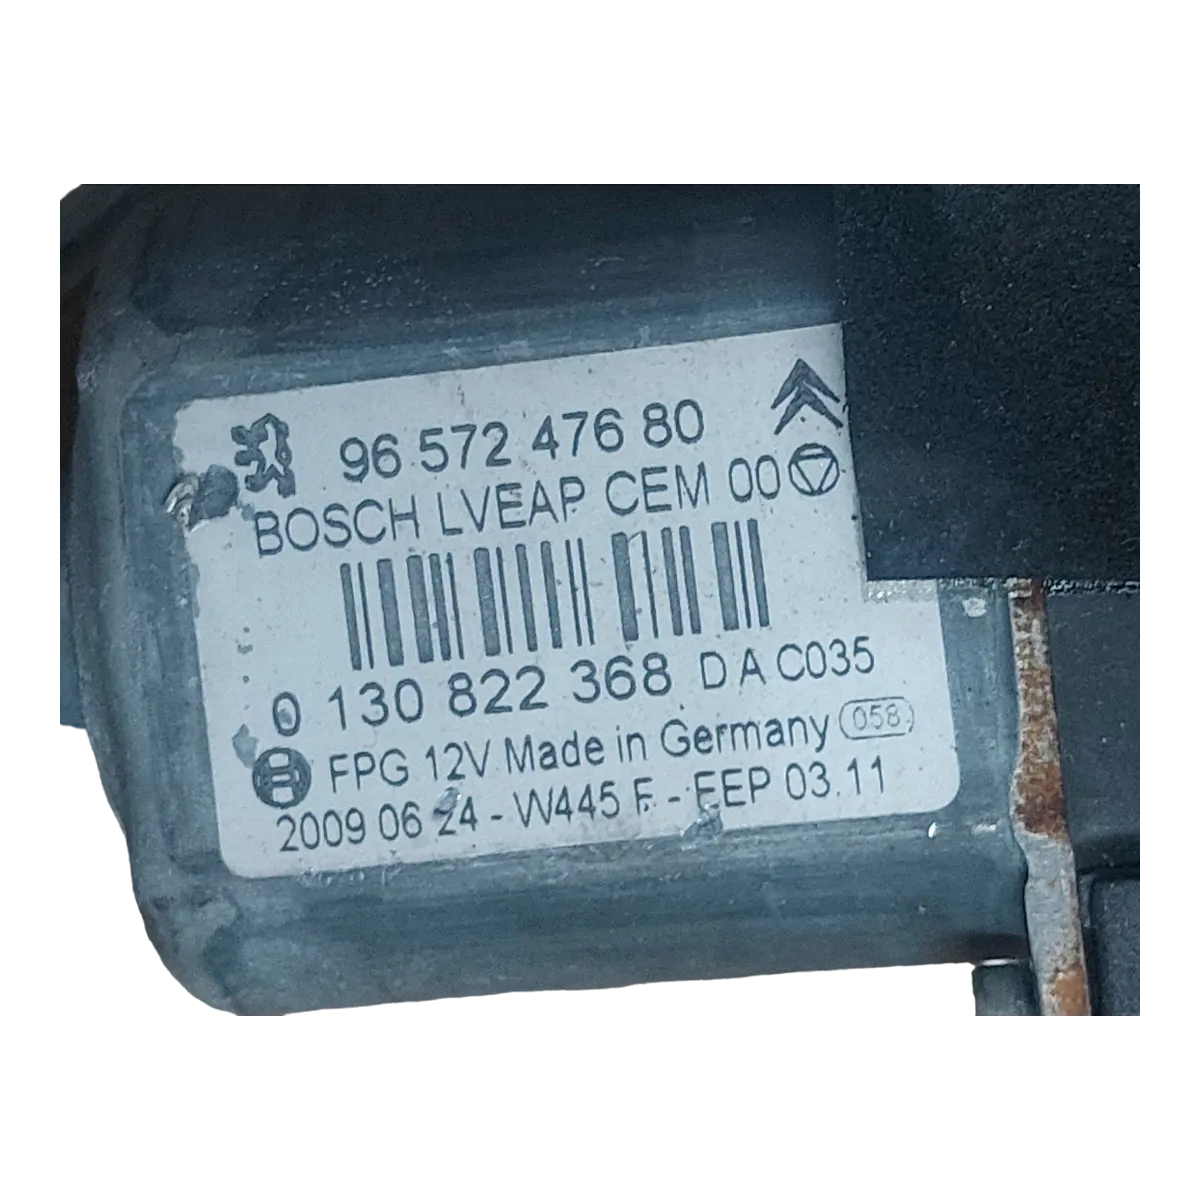 96 572 476 80
BOSCH LVEAP CEM 00
0 130 822 368 D A C035
FPG 12V Made in Germany 058
2009 06 24 - W445 F - EEP 03.11